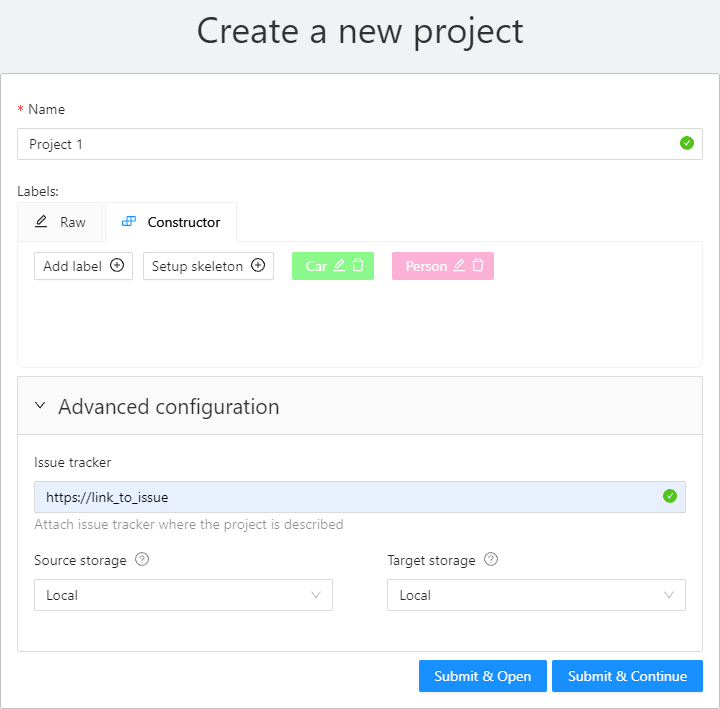 Create a new project
* Name
Project 1
Labels:
Raw Constructor
Add label Setup skeleton Car Person
Advanced configuration
Issue tracker
https://link_to_issue
Attach issue tracker where the project is described
Source storage ? Target storage ?
Local Local
Submit & Open Submit & Continue